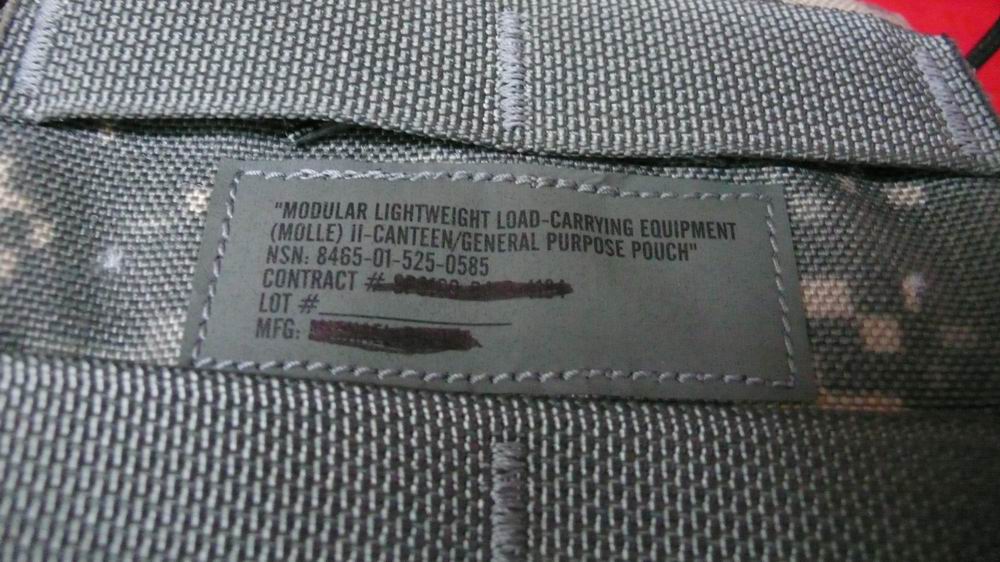 "MODULAR LIGHTWEIGHT LOAD-CARRYING EQUIPMENT
(MOLLE) II-CANTEEN/GENERAL PURPOSE POUCH"
NSN: 8465-01-525-0585
CONTRACT #
LOT #
MFG: